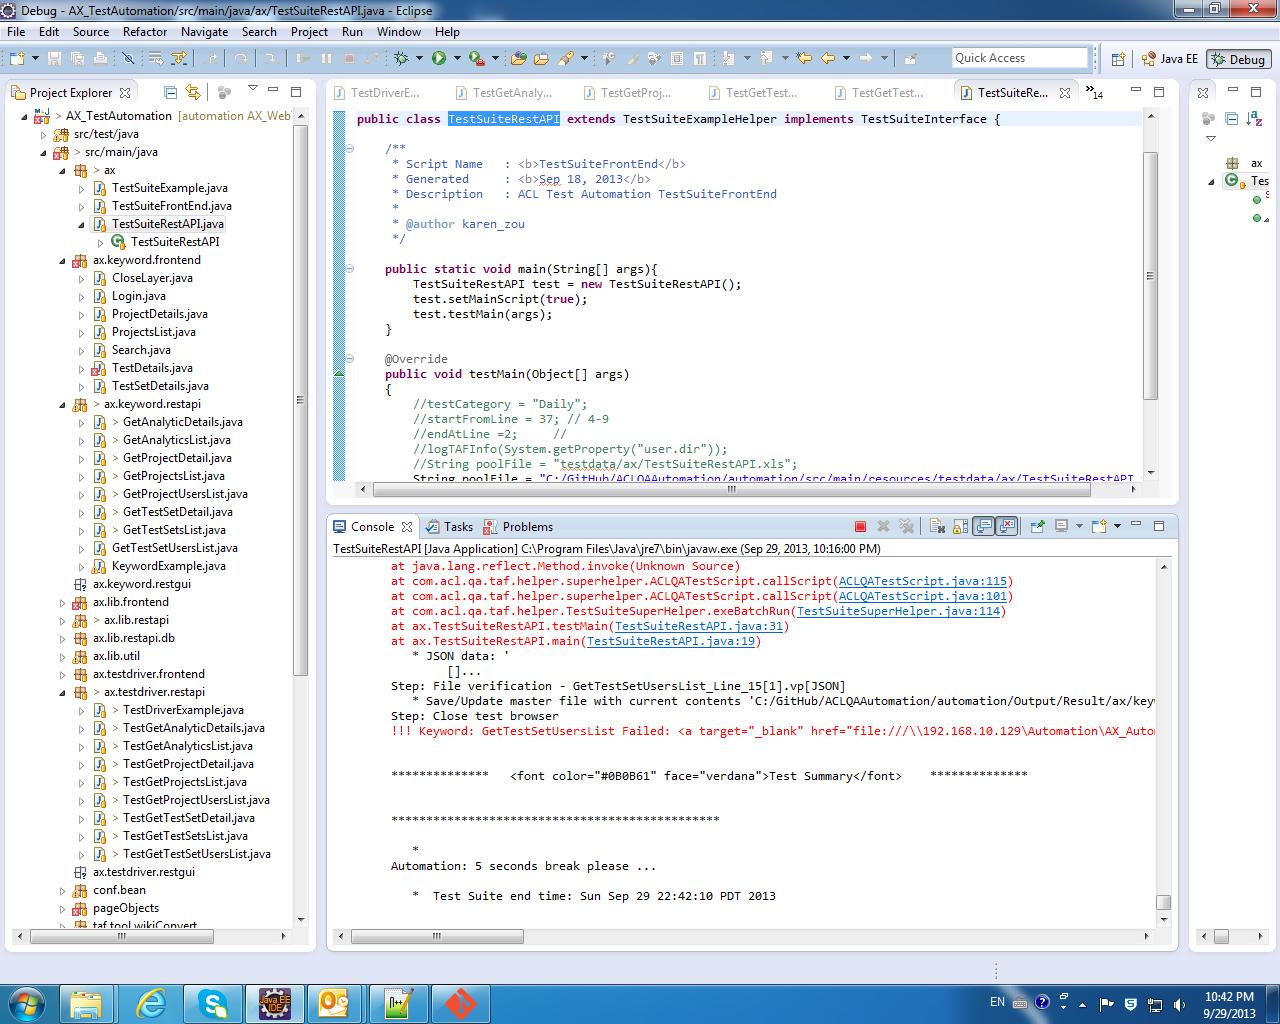 Debug - AX_TestAutomation/src/main/java/ax/TestSuiteRestAPI.java - Eclipse
File Edit Source Refactor Navigate Search Project Run Window Help
Quick Access
Java EE
Debug
Project Explorer
> AX_TestAutomation [automation AX_Web
src/test/java
> src/main/java
> ax
TestSuiteExample.java
TestSuiteFrontEnd.java
TestSuiteRestAPI.java
TestSuiteRestAPI
ax.keyword.frontend
CloseLayer.java
Login.java
ProjectDetails.java
ProjectsList.java
Search.java
TestDetails.java
TestSetDetails.java
> ax.keyword.restapi
> GetAnalyticDetails.java
> GetAnalyticsList.java
> GetProjectDetail.java
> GetProjectsList.java
> GetProjectUsersList.java
> GetTestSetDetail.java
> GetTestSetsList.java
GetTestSetUsersList.java
KeywordExample.java
ax.keyword.restgui
ax.lib.frontend
> ax.lib.restapi
ax.lib.restapi.db
ax.lib.util
ax.testdriver.frontend
> ax.testdriver.restapi
> TestDriverExample.java
> TestGetAnalyticDetails.java
> TestGetAnalyticsList.java
> TestGetProjectDetail.java
> TestGetProjectsList.java
> TestGetProjectUsersList.java
> TestGetTestSetDetail.java
> TestGetTestSetsList.java
> TestGetTestSetUsersList.java
ax.testdriver.restgui
conf.bean
pageObjects
taf.tool.wikiConvert
TestDriverE... TestGetAnaly... TestGetProj... TestGetTest... TestGetTest... TestSuiteRe... »14
public class TestSuiteRestAPI extends TestSuiteExampleHelper implements TestSuiteInterface {
/**
* Script Name : <b>TestSuiteFrontEnd</b>
* Generated : <b>Sep 18, 2013</b>
* Description : ACL Test Automation TestSuiteFrontEnd
*
* @author karen_zou
*/
public static void main(String[] args){
TestSuiteRestAPI test = new TestSuiteRestAPI();
test.setMainScript(true);
test.testMain(args);
}
@Override
public void testMain(Object[] args)
{
//testCategory = "Daily";
//startFromLine = 37; // 4-9
//endAtLine =2; //
//logTAFInfo(System.getProperty("user.dir"));
//String poolFile = "testdata/ax/TestSuiteRestAPI.xls";
String poolFile = "C:/GitHub/ACLQAAutomation/automation/src/main/resources/testdata/ax/TestSuiteRestAPI
ax
Tes
Console Tasks Problems
TestSuiteRestAPI [Java Application] C:\Program Files\Java\jre7\bin\javaw.exe (Sep 29, 2013, 10:16:00 PM)
at java.lang.reflect.Method.invoke(Unknown Source)
at com.acl.qa.taf.helper.superhelper.ACLQATestScript.callScript(ACLQATestScript.java:115)
at com.acl.qa.taf.helper.superhelper.ACLQATestScript.callScript(ACLQATestScript.java:101)
at com.acl.qa.taf.helper.TestSuiteSuperHelper.exeBatchRun(TestSuiteSuperHelper.java:114)
at ax.TestSuiteRestAPI.testMain(TestSuiteRestAPI.java:31)
at ax.TestSuiteRestAPI.main(TestSuiteRestAPI.java:19)
* JSON data: '
[]...
Step: File verification - GetTestSetUsersList_Line_15[1].vp[JSON]
* Save/Update master file with current contents 'C:/GitHub/ACLQAAutomation/automation/Output/Result/ax/key
Step: Close test browser
!!! Keyword: GetTestSetUsersList Failed: <a target="_blank" href="file:///\\192.168.10.129\Automation\AX_Auto
************** <font color="#0B0B61" face="verdana">Test Summary</font> **************
***********************************************
*
Automation: 5 seconds break please ...
* Test Suite end time: Sun Sep 29 22:42:10 PDT 2013
Java EE
IDE
EN
10:42 PM
9/29/2013